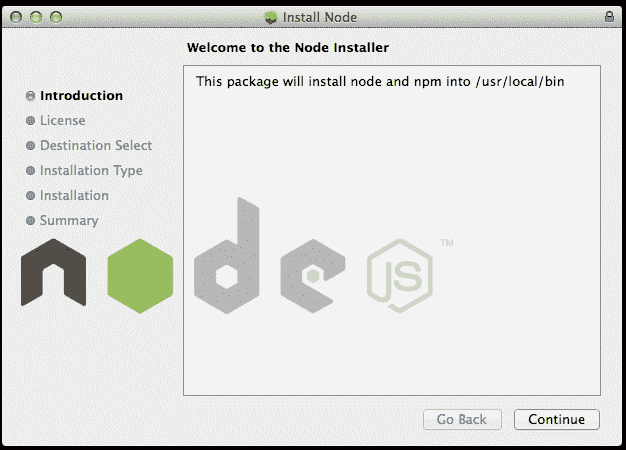 Install Node
Welcome to the Node Installer
This package will install node and npm into /usr/local/bin
Introduction
License
Destination Select
Installation Type
Installation
Summary
node JS ™
Go Back
Continue